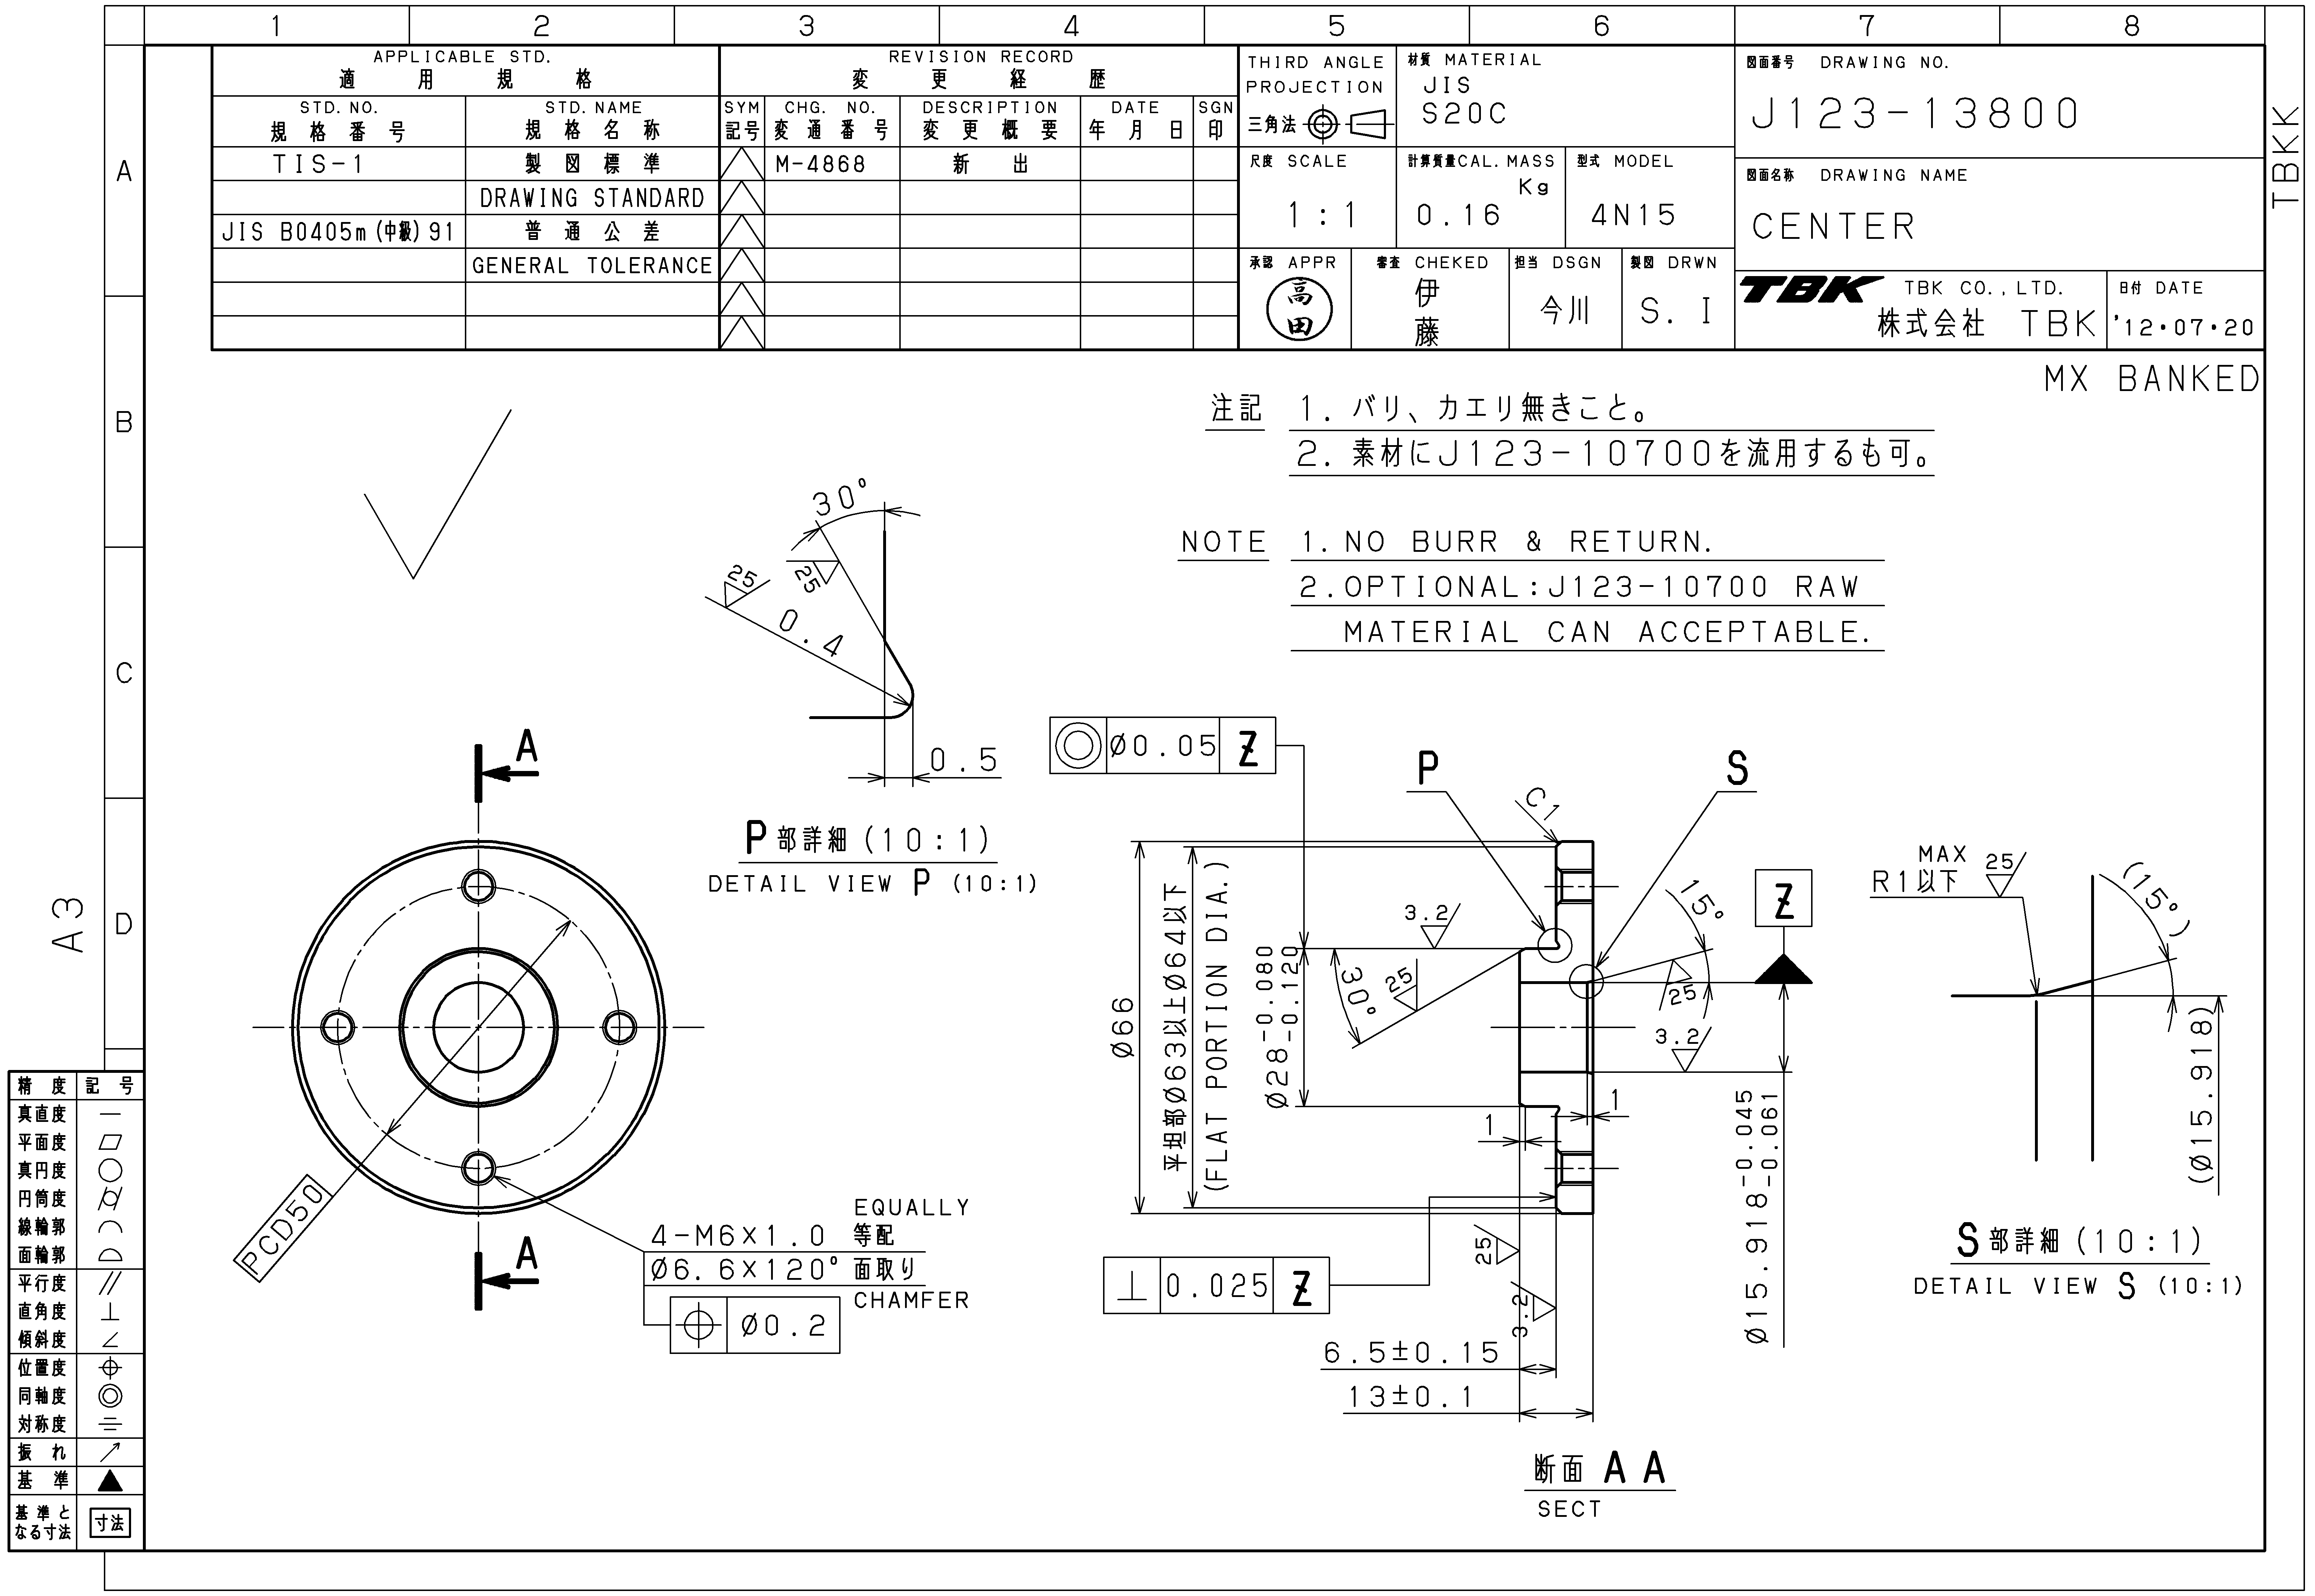 1 2 3 4 5 6 7 8
APPLICABLE STD.
適用規格
STD. NO. STD. NAME
規格番号 規格名称
TIS-1 製図標準
DRAWING STANDARD
JIS B0405m(中級)91 普通公差
GENERAL TOLERANCE
REVISION RECORD
変更経歴
SYM CHG. NO. DESCRIPTION DATE SGN
記号 変通番号 変更概要 年月日 印
M-4868 新出
THIRD ANGLE
PROJECTION
三角法
材質 MATERIAL
JIS
S20C
尺度 SCALE
1:1
計算質量CAL. MASS
Kg
0.16
型式 MODEL
4N15
承認 APPR
高田
審査 CHEKED
伊藤
担当 DSGN
今川
製図 DRWN
S. I
図面番号 DRAWING NO.
J123-13800
図面名称 DRAWING NAME
CENTER
TBK TBK CO.,LTD.
株式会社 TBK
日付 DATE
'12・07・20
TBKK
MX BANKED
A
B
C
D
A3
注記 1. バリ、カエリ無きこと。
2. 素材にJ123-10700を流用するも可。
NOTE 1. NO BURR & RETURN.
2.OPTIONAL:J123-10700 RAW
MATERIAL CAN ACCEPTABLE.
30°
25
25
0.4
0.5
P部詳細(10:1)
DETAIL VIEW P (10:1)
A
A
PCD50
EQUALLY
4-M6×1.0 等配
Ø6.6×120° 面取り
CHAMFER
Ø0.2
Ø0.05 Z
P
S
C1
Ø66
平坦部Ø63以上Ø64以下
(FLAT PORTION DIA.)
Ø28-0.080
-0.120
3.2
30°
25
15°
25
3.2
Z
1
1
Ø15.918-0.045
-0.061
0.025 Z
25
3.2
6.5±0.15
13±0.1
断面 A A
SECT
MAX
R1以下
25
(15°)
(Ø15.918)
S部詳細(10:1)
DETAIL VIEW S (10:1)
精度 記号
真直度
平面度
真円度
円筒度
線輪郭
面輪郭
平行度
直角度
傾斜度
位置度
同軸度
対称度
振れ
基準
基準と
なる寸法 寸法